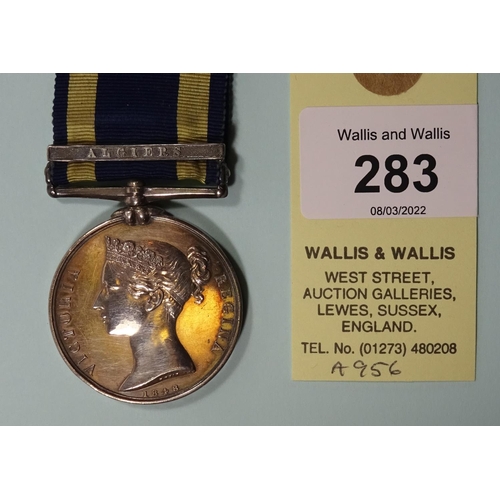 ALGIERS
VICTORIA REGINA
1848
Wallis and Wallis
283
08/03/2022
WALLIS & WALLIS
WEST STREET,
AUCTION GALLERIES,
LEWES, SUSSEX,
ENGLAND.
TEL. No. (01273) 480208
A 956